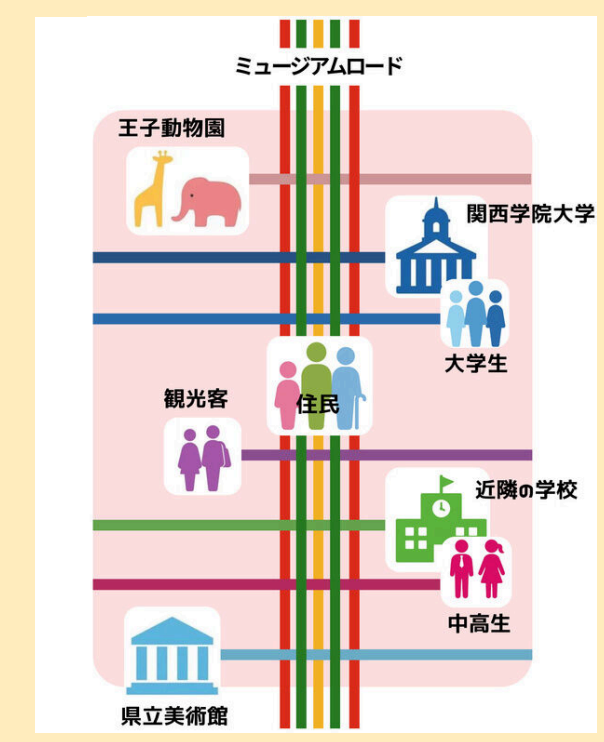 ミュージアムロード
王子動物園
関西学院大学
大学生
住民
観光客
近隣の学校
中高生
県立美術館